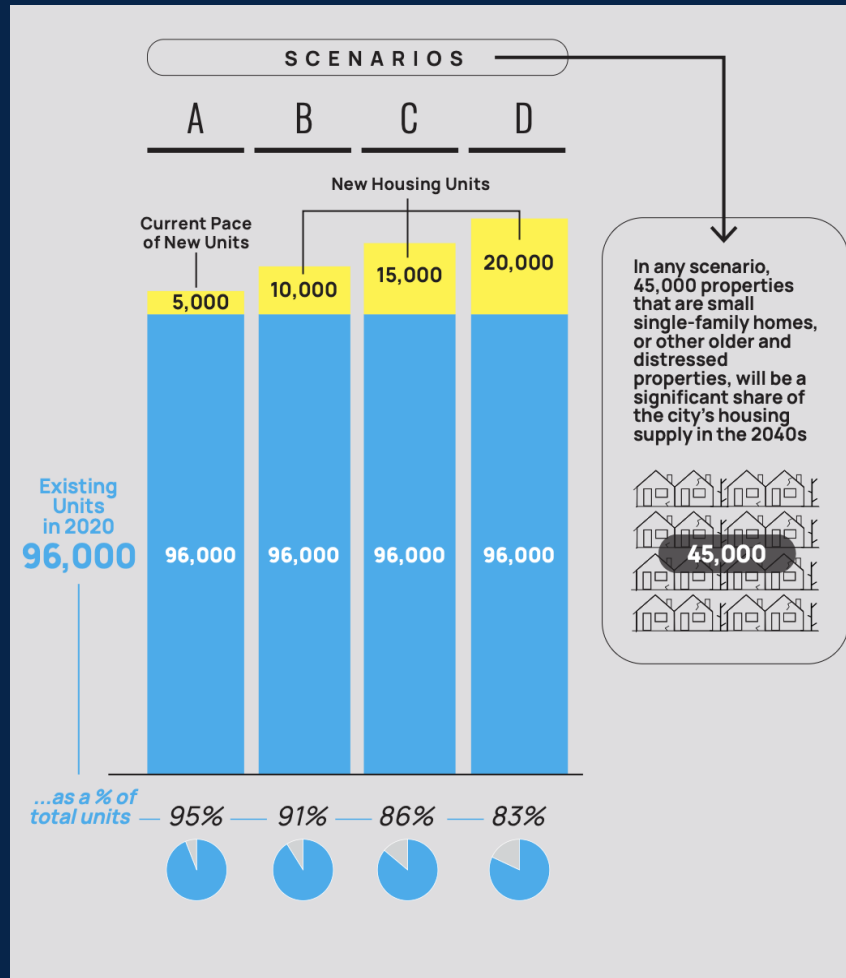 SCENARIOS
A
B
C
D
New Housing Units
Current Pace
of New Units
5,000
10,000
15,000
20,000
In any scenario,
45,000 properties
that are small
single-family homes,
or other older and
distressed
properties, will be a
significant share of
the city's housing
supply in the 2040s
45,000
Existing
Units
in 2020
96,000
96,000
96,000
96,000
96,000
...as a % of
total units
95%
91%
86%
83%